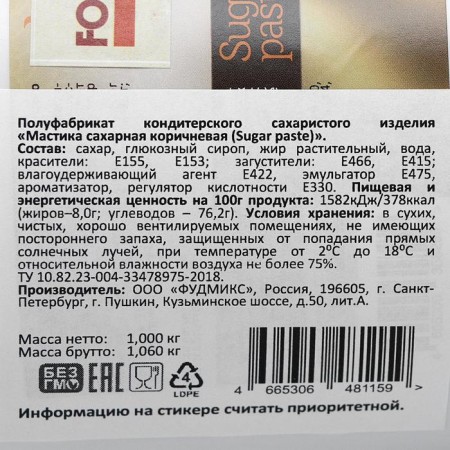 FO
Suga
past
Полуфабрикат кондитерского сахаристого изделия
«Мастика сахарная коричневая (Sugar paste)».
Состав: сахар, глюкозный сироп, жир растительный, вода,
красители: Е155, Е153; загустители: Е466, Е415;
влагоудерживающий агент Е422, эмульгатор Е475,
ароматизатор, регулятор кислотности Е330. Пищевая и
энергетическая ценность на 100г продукта: 1582кДж/378ккал
(жиров–8,0г; углеводов – 76,2г). Условия хранения: в сухих,
чистых, хорошо вентилируемых помещениях, не имеющих
постороннего запаха, защищенных от попадания прямых
солнечных лучей, при температуре от 2°С до 18°С и
относительной влажности воздуха не более 75%.
ТУ 10.82.23-004-33478975-2018.
Производитель: ООО «ФУДМИКС», Россия, 196605, г. Санкт-
Петербург, г. Пушкин, Кузьминское шоссе, д.50, лит.А.
Масса нетто: 1,000 кг
Масса брутто: 1,060 кг
БЕЗ ГМО EAC 4 LDPE
4 665306 481159 >
Информацию на стикере считать приоритетной.